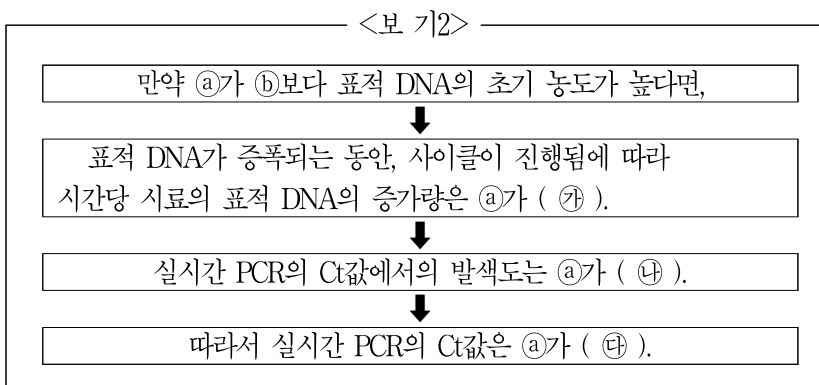 <보 기2>
만약 ⓐ가 ⓑ보다 표적 DNA의 초기 농도가 높다면,
표적 DNA가 증폭되는 동안, 사이클이 진행됨에 따라
시간당 시료의 표적 DNA의 증가량은 ⓐ가 ( ㉮ ).
실시간 PCR의 Ct값에서의 발색도는 ⓐ가 ( ㉯ ).
따라서 실시간 PCR의 Ct값은 ⓐ가 ( ㉰ ).